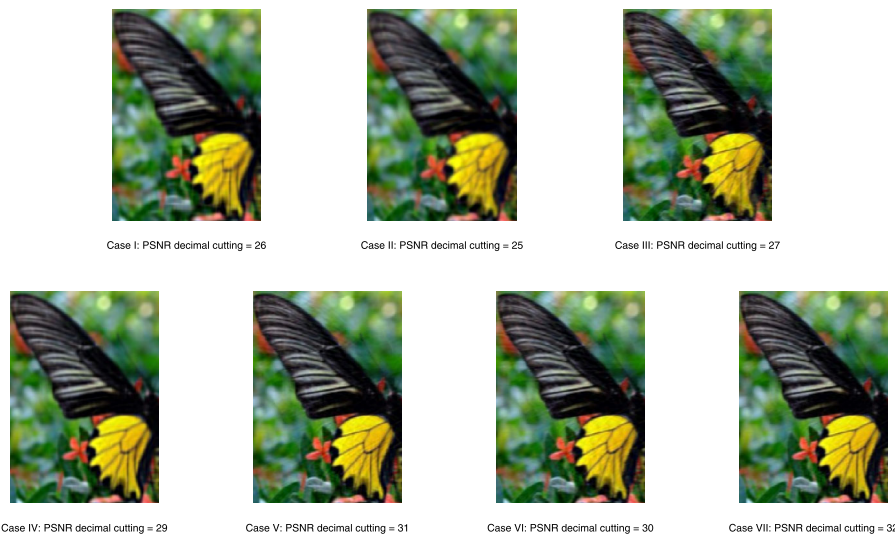 Case I: PSNR decimal cutting = 26
Case II: PSNR decimal cutting = 25
Case III: PSNR decimal cutting = 27
Case IV: PSNR decimal cutting = 29
Case V: PSNR decimal cutting = 31
Case VI: PSNR decimal cutting = 30
Case VII: PSNR decimal cutting = 32